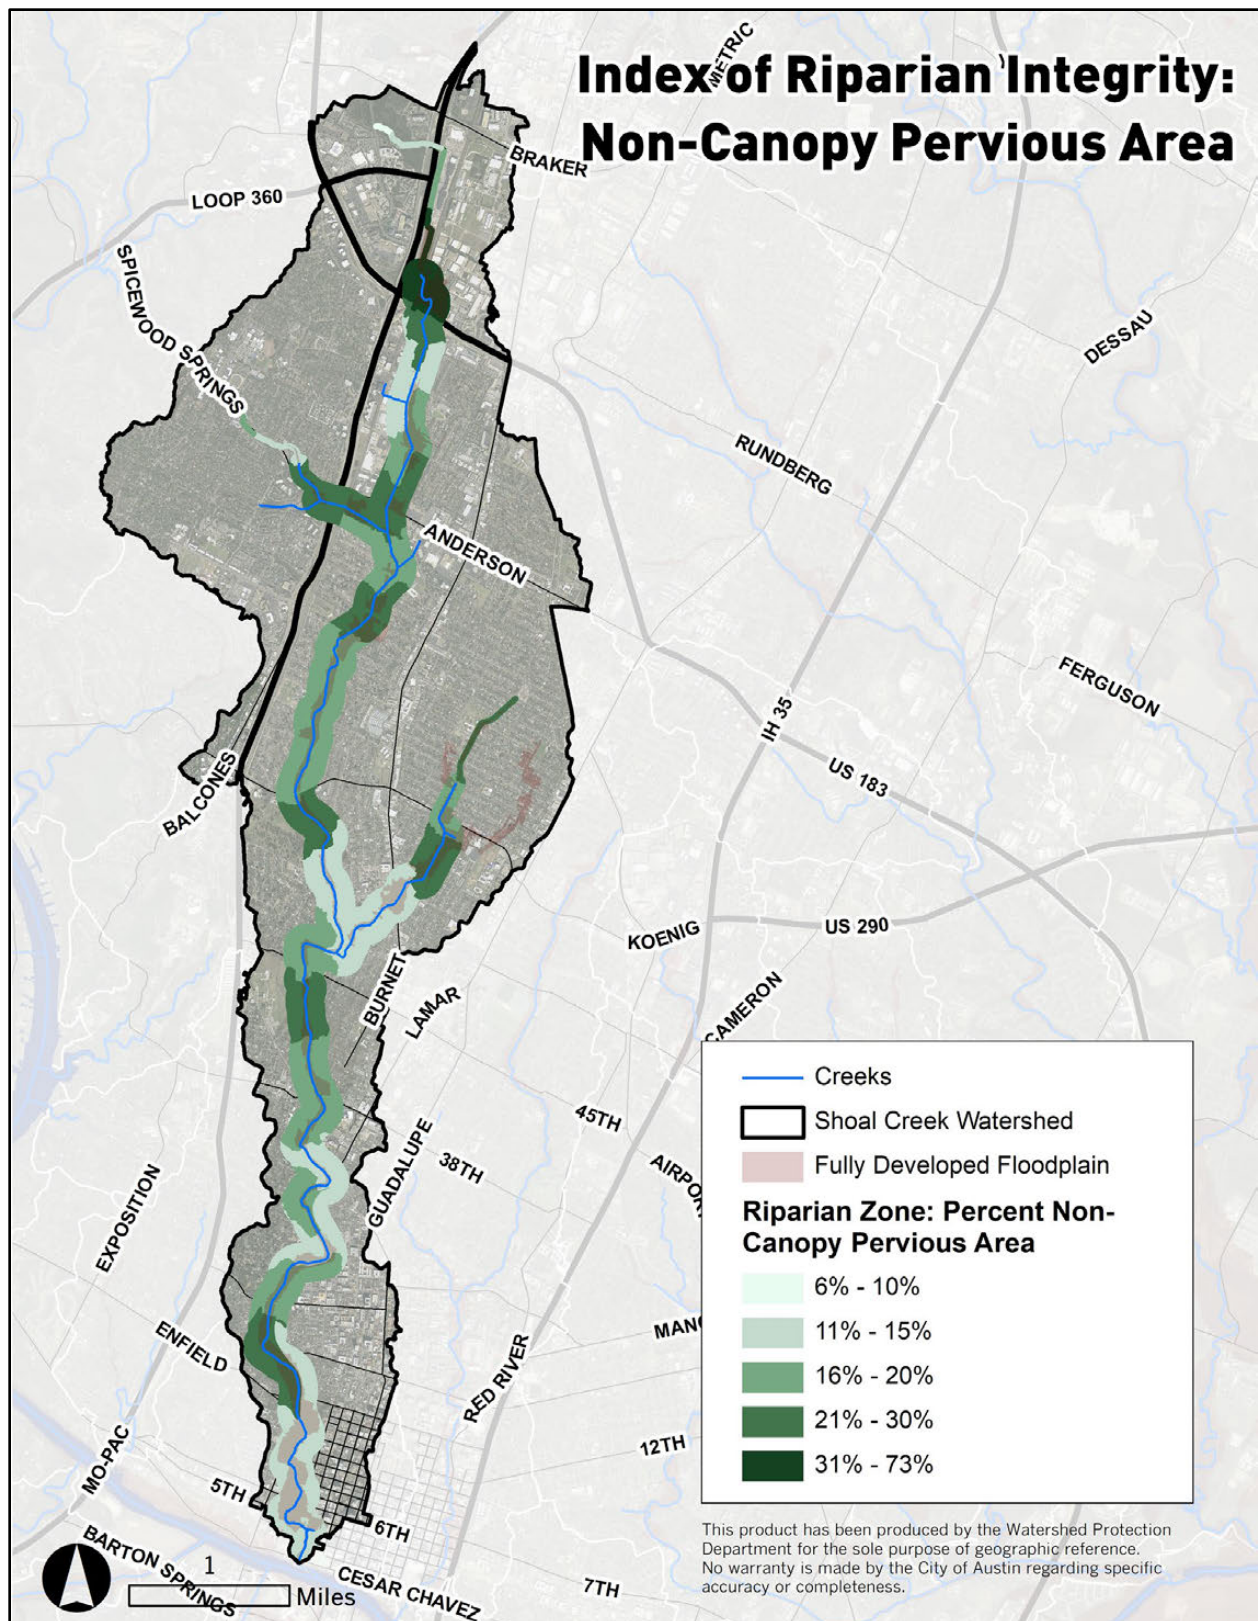 Index of Riparian Integrity:
Non-Canopy Pervious Area
METRIC
BRAKER
LOOP 360
SPICEWOOD SPRINGS
DESSAU
RUNDBERG
ANDERSON
FERGUSON
IH 35
US 183
BALCONES
KOENIG
US 290
BURNET
LAMAR
CAMERON
45TH
38TH
AIRPOR
GUADALUPE
EXPOSITION
ENFIELD
RED RIVER
12TH
MO-PAC
5TH
6TH
BARTON SPRINGS
CESAR CHAVEZ
7TH
1
Miles
Creeks
Shoal Creek Watershed
Fully Developed Floodplain
Riparian Zone: Percent Non-
Canopy Pervious Area
6% - 10%
11% - 15%
16% - 20%
21% - 30%
31% - 73%
This product has been produced by the Watershed Protection
Department for the sole purpose of geographic reference.
No warranty is made by the City of Austin regarding specific
accuracy or completeness.